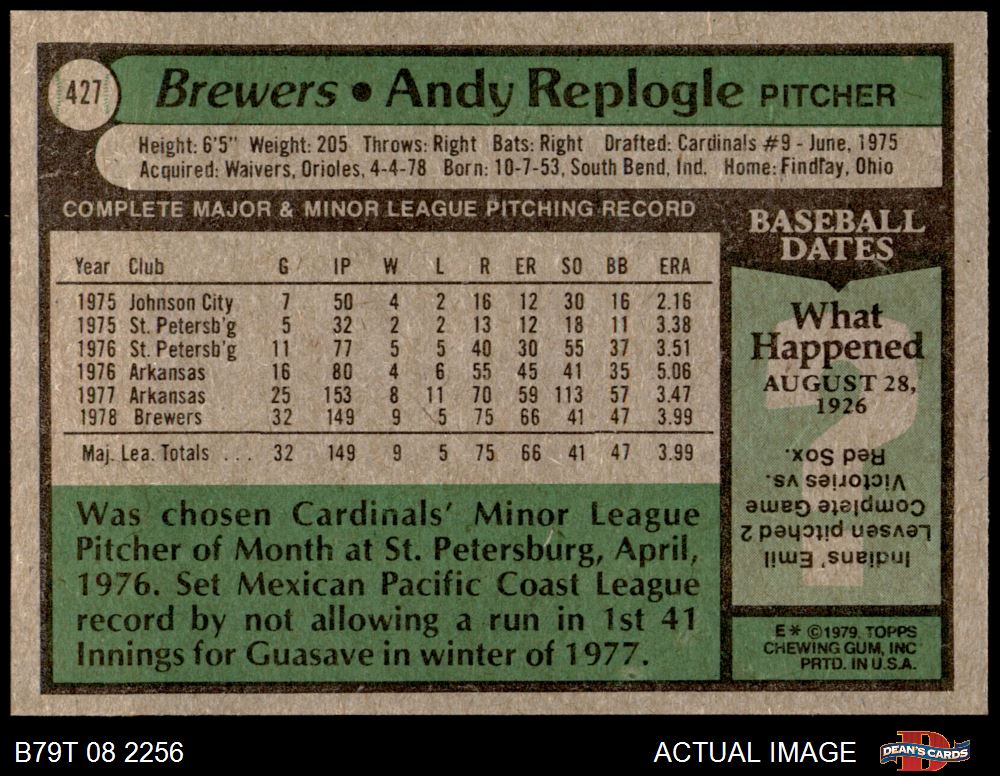 427
Brewers • Andy Replogle PITCHER
Height: 6'5" Weight: 205 Throws: Right Bats: Right Drafted: Cardinals #9 - June, 1975
Acquired: Waivers, Orioles, 4-4-78 Born: 10-7-53, South Bend, Ind. Home: Findlay, Ohio
COMPLETE MAJOR & MINOR LEAGUE PITCHING RECORD
Year Club G IP W L R ER SO BB ERA
1975 Johnson City 7 50 4 2 16 12 30 16 2.16
1975 St. Petersb'g 5 32 2 2 13 12 18 11 3.38
1976 St. Petersb'g 11 77 5 5 40 30 55 37 3.51
1976 Arkansas 16 80 4 6 55 45 41 35 5.06
1977 Arkansas 25 153 8 11 70 59 113 57 3.47
1978 Brewers 32 149 9 5 75 66 41 47 3.99
Maj. Lea. Totals ... 32 149 9 5 75 66 41 47 3.99
Was chosen Cardinals' Minor League
Pitcher of Month at St. Petersburg, April,
1976. Set Mexican Pacific Coast League
record by not allowing a run in 1st 41
Innings for Guasave in winter of 1977.
BASEBALL
DATES
What
Happened
AUGUST 28,
1926
?
Indians' Emil
Levsen pitched 2
Complete Game
Victories vs.
Red Sox.
E* ©1979 TOPPS
CHEWING GUM, INC
PRTD. IN U.S.A.
B79T 08 2256
ACTUAL IMAGE
D
DEAN'S CARDS